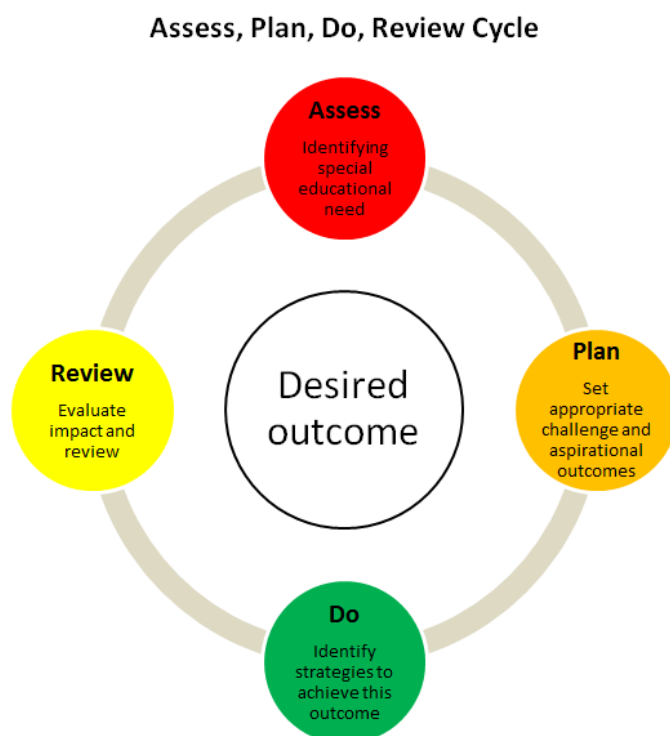 Assess, Plan, Do, Review Cycle
Assess
Identifying
special
educational
need
Plan
Set
appropriate
challenge and
aspirational
outcomes
Do
Identify
strategies to
achieve this
outcome
Review
Evaluate
impact and
review
Desired
outcome